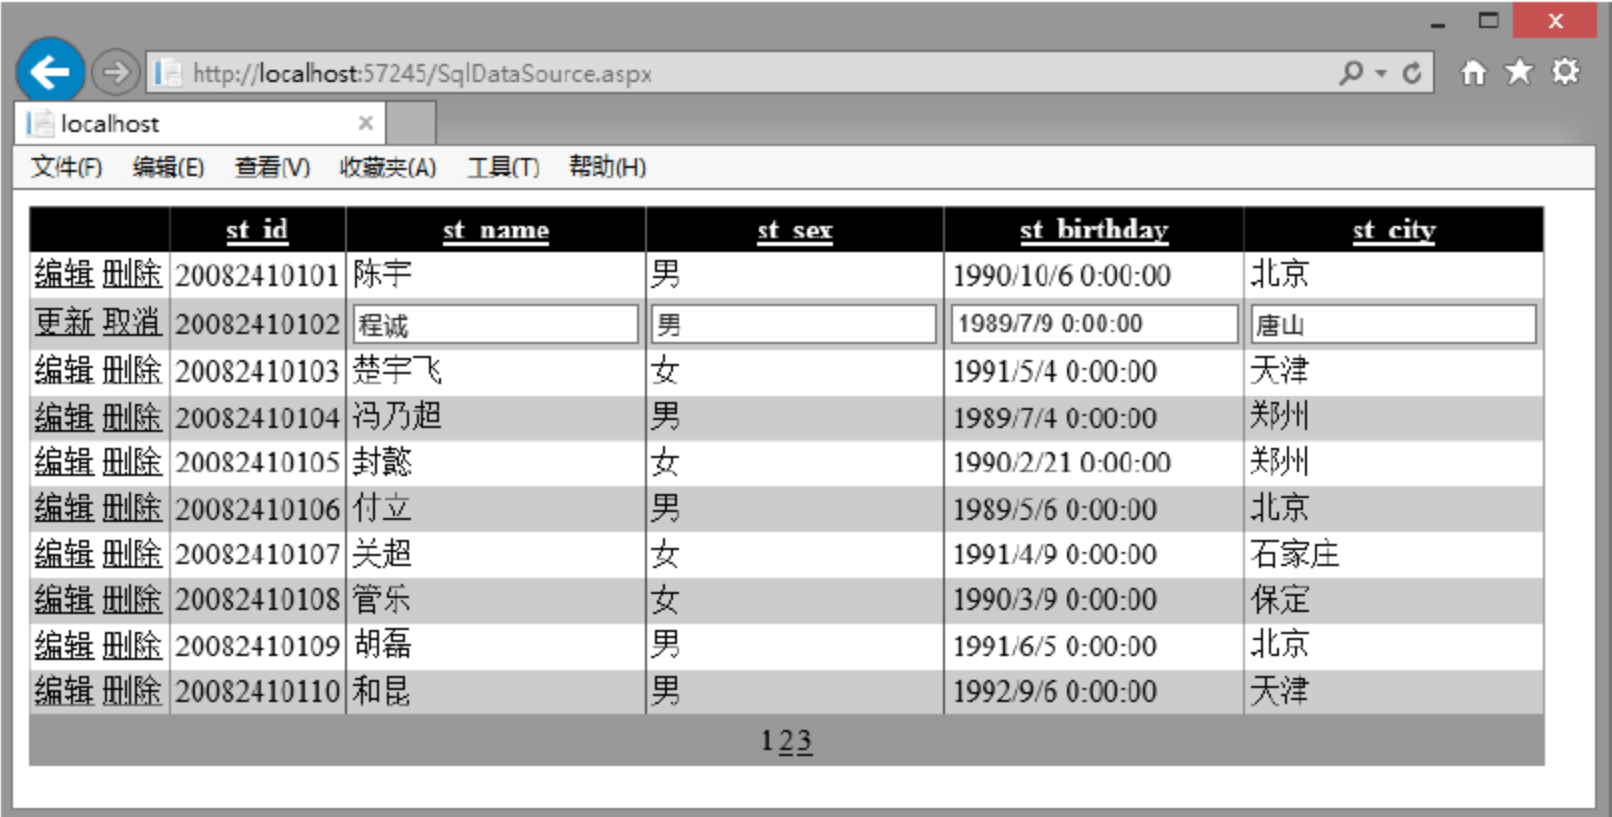 http://localhost:57245/SqlDataSource.aspx
localhost
文件(F) 编辑(E) 查看(V) 收藏夹(A) 工具(T) 帮助(H)
st_id st_name st_sex st_birthday st_city
编辑 删除 20082410101 陈宇 男 1990/10/6 0:00:00 北京
更新 取消 20082410102 程诚 男 1989/7/9 0:00:00 唐山
编辑 删除 20082410103 楚宇飞 女 1991/5/4 0:00:00 天津
编辑 删除 20082410104 冯乃超 男 1989/7/4 0:00:00 郑州
编辑 删除 20082410105 封懿 女 1990/2/21 0:00:00 郑州
编辑 删除 20082410106 付立 男 1989/5/6 0:00:00 北京
编辑 删除 20082410107 关超 女 1991/4/9 0:00:00 石家庄
编辑 删除 20082410108 管乐 女 1990/3/9 0:00:00 保定
编辑 删除 20082410109 胡磊 男 1991/6/5 0:00:00 北京
编辑 删除 20082410110 和昆 男 1992/9/6 0:00:00 天津
1 2 3